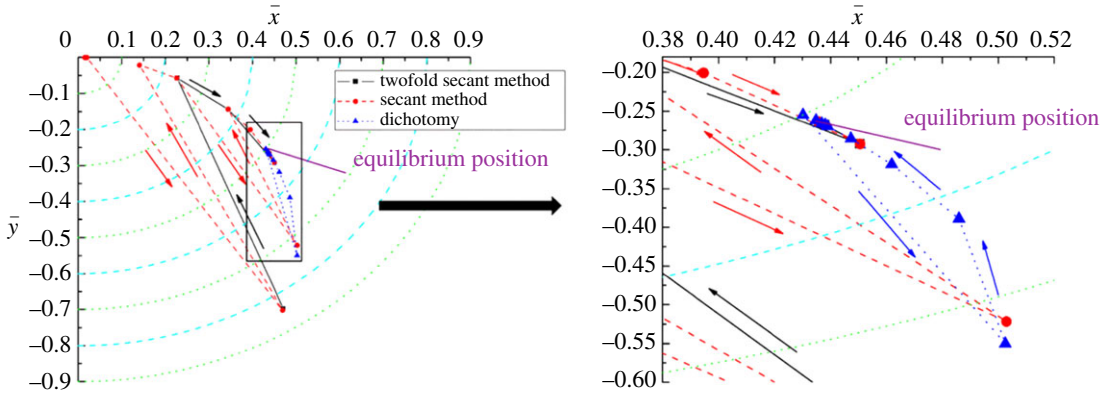 x̅
0 0.1 0.2 0.3 0.4 0.5 0.6 0.7 0.8 0.9
–0.1
–0.2
–0.3
–0.4
–0.5
–0.6
–0.7
–0.8
–0.9
y̅
twofold secant method
secant method
dichotomy
equilibrium position
x̅
0.38 0.40 0.42 0.44 0.46 0.48 0.50 0.52
–0.20
–0.25
–0.30
–0.35
–0.40
–0.45
–0.50
–0.55
–0.60
equilibrium position